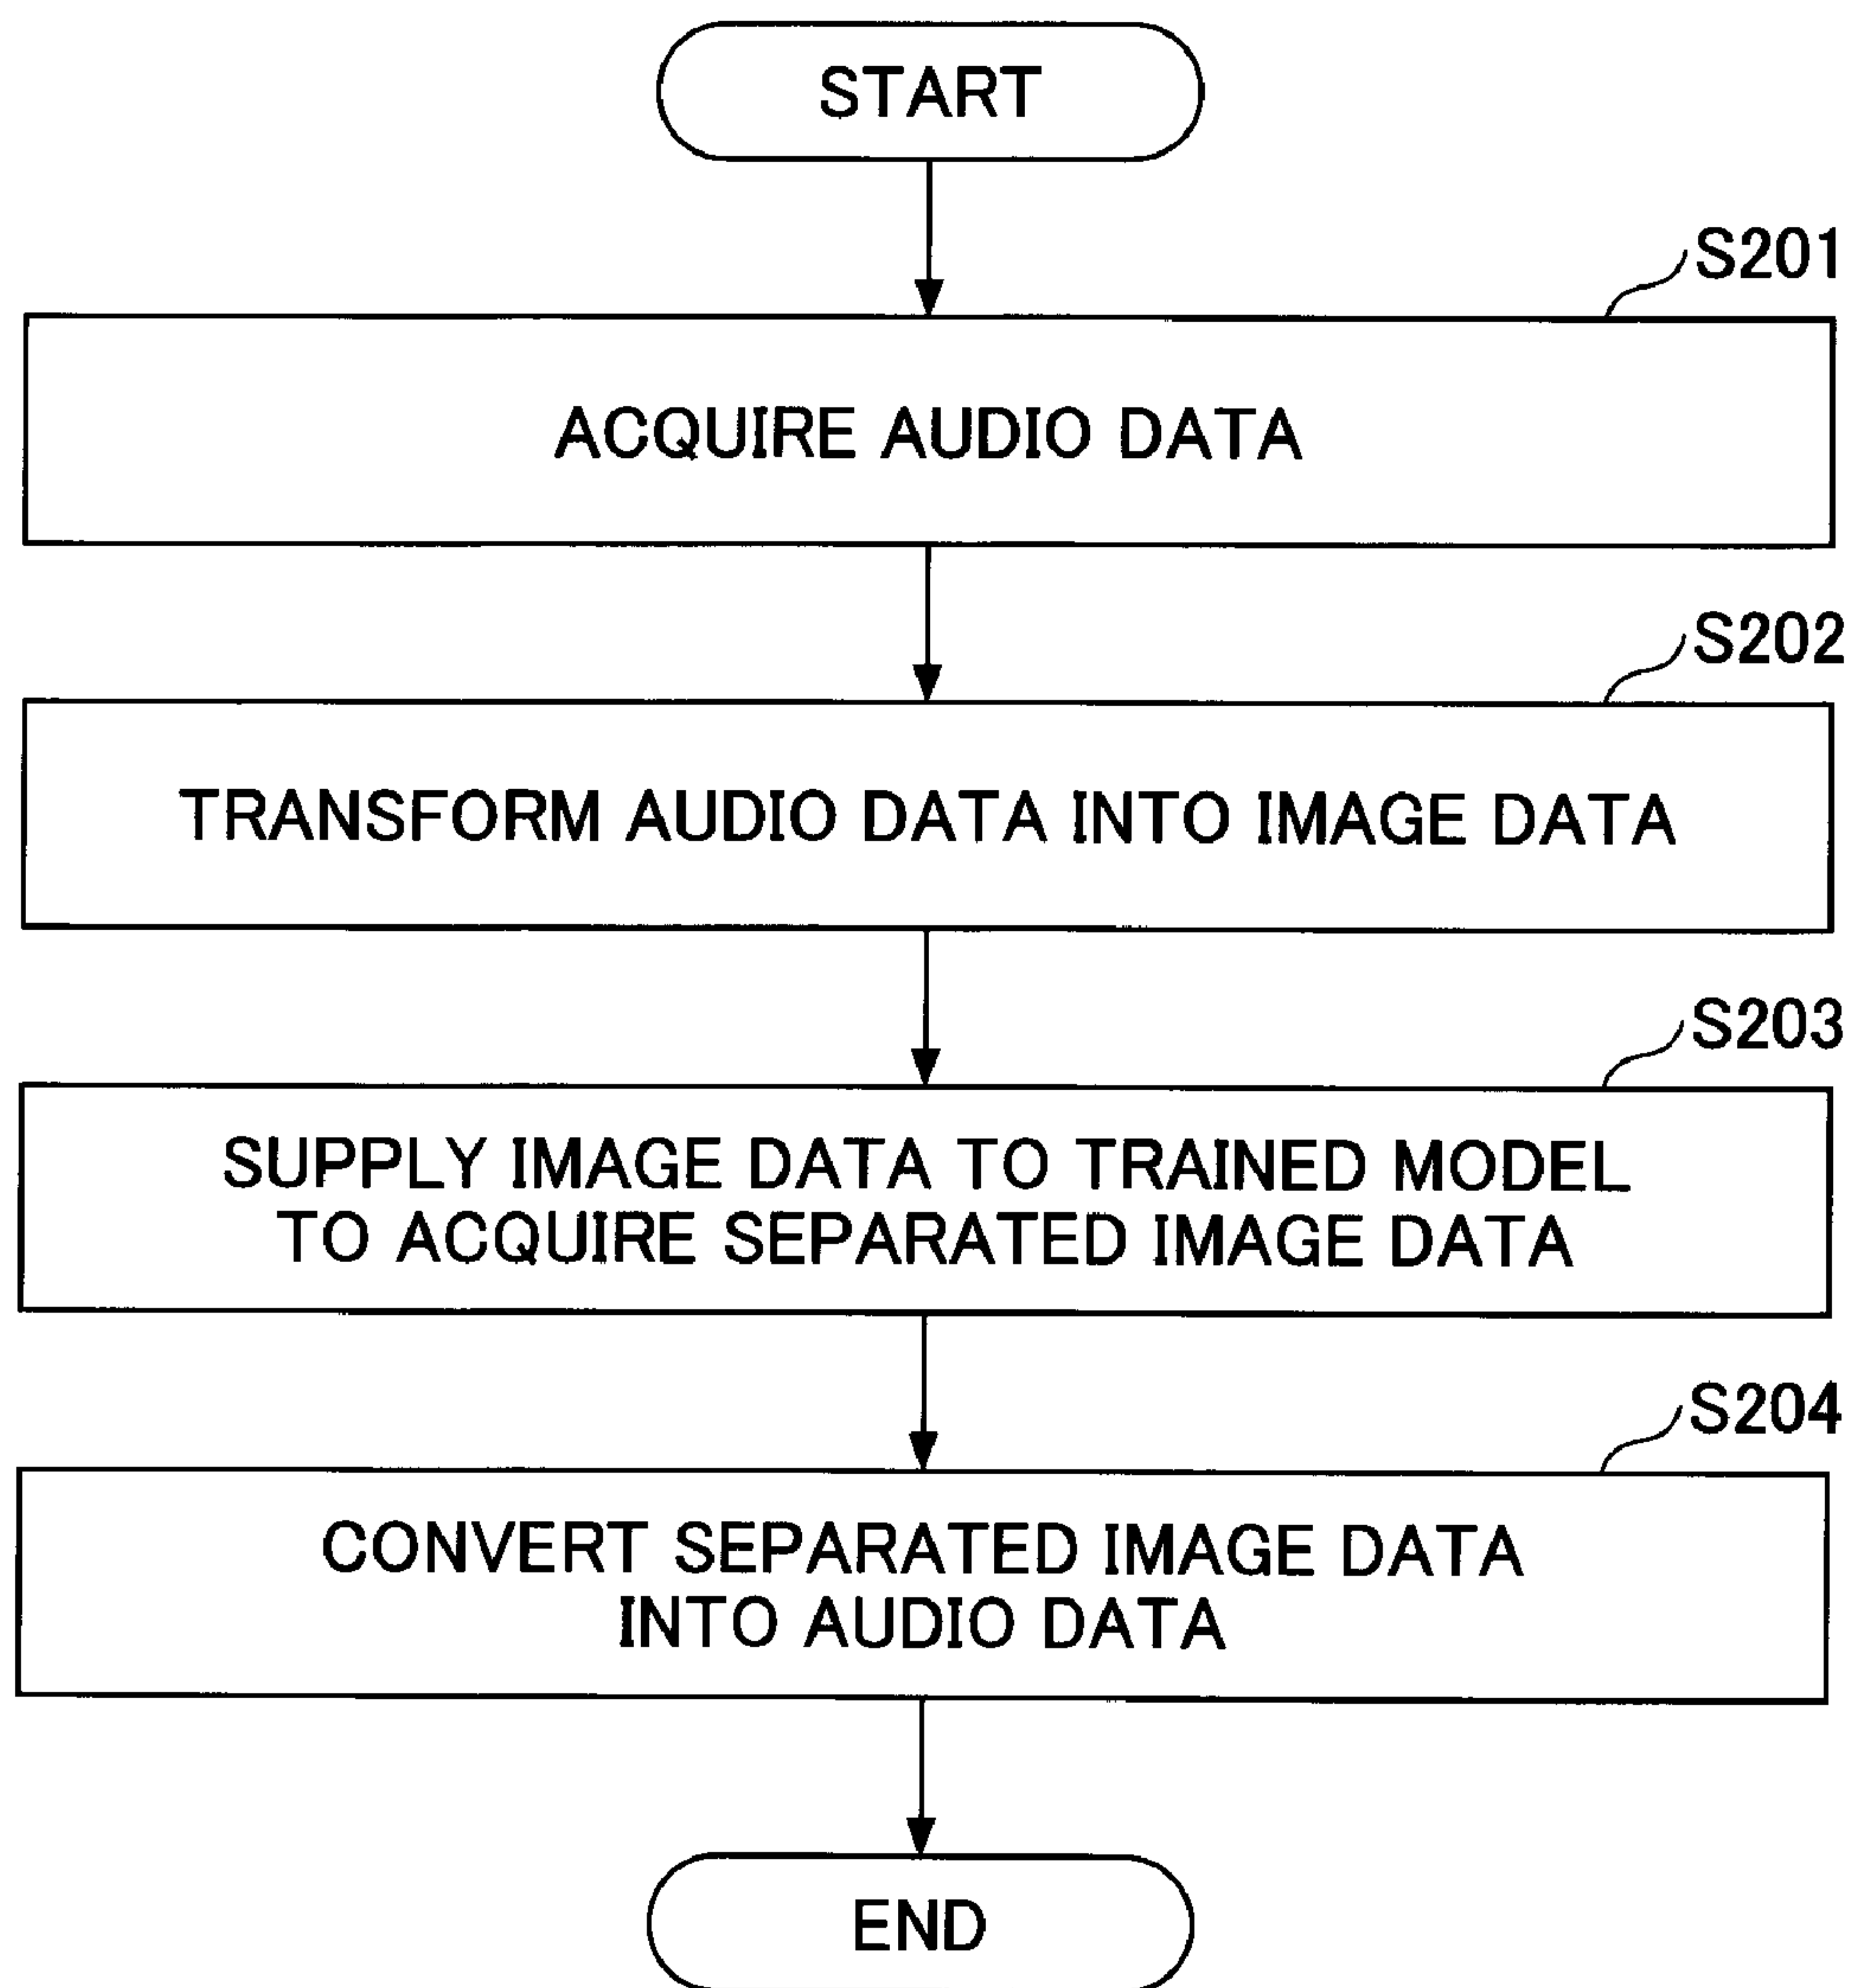 START
S201
ACQUIRE AUDIO DATA
S202
TRANSFORM AUDIO DATA INTO IMAGE DATA
S203
SUPPLY IMAGE DATA TO TRAINED MODEL
TO ACQUIRE SEPARATED IMAGE DATA
S204
CONVERT SEPARATED IMAGE DATA
INTO AUDIO DATA
END